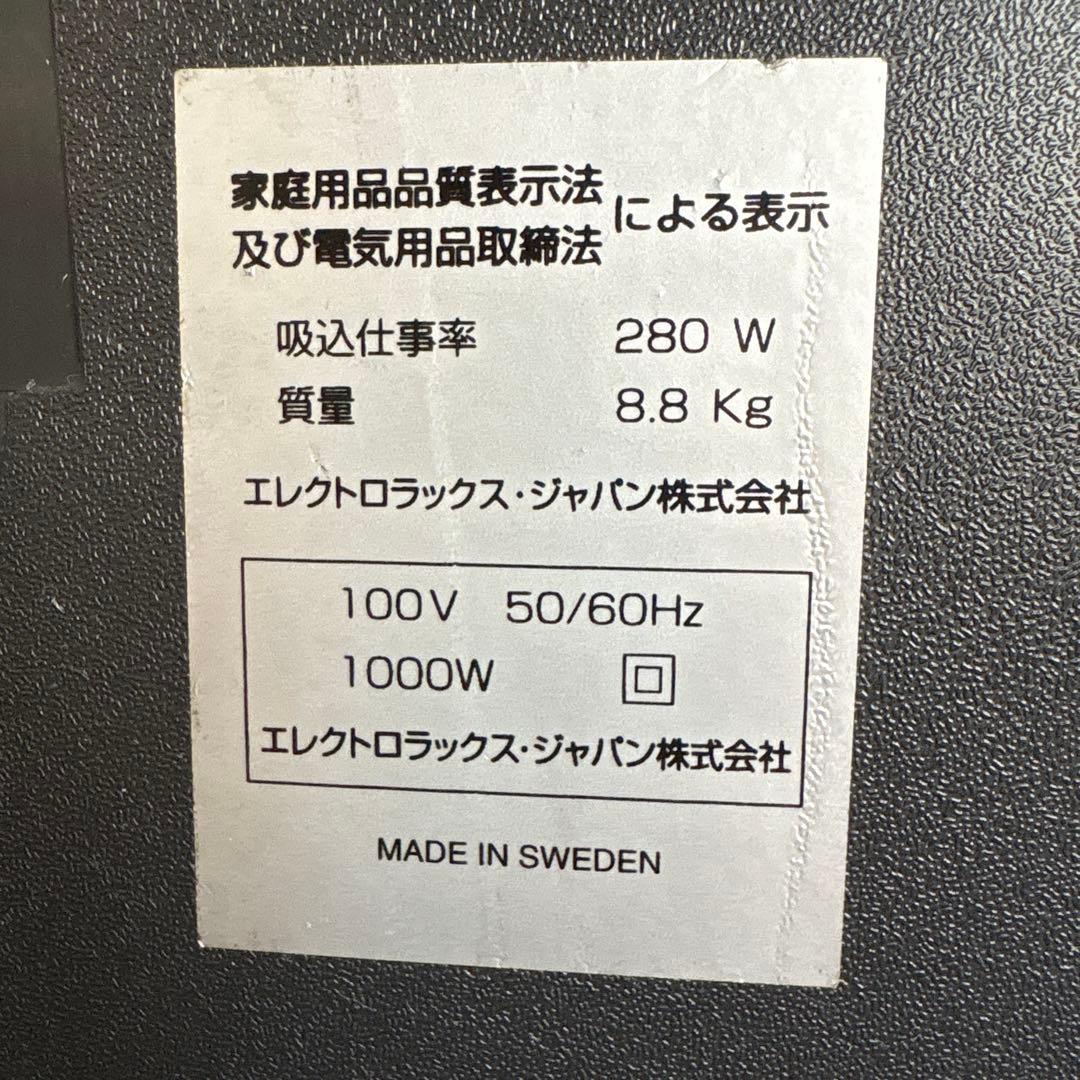 家庭用品品質表示法
及び電気用品取締法
による表示
吸込仕事率 280 W
質量 8.8 Kg
エレクトロラックス・ジャパン株式会社
100V 50/60Hz
1000W
エレクトロラックス・ジャパン株式会社
MADE IN SWEDEN